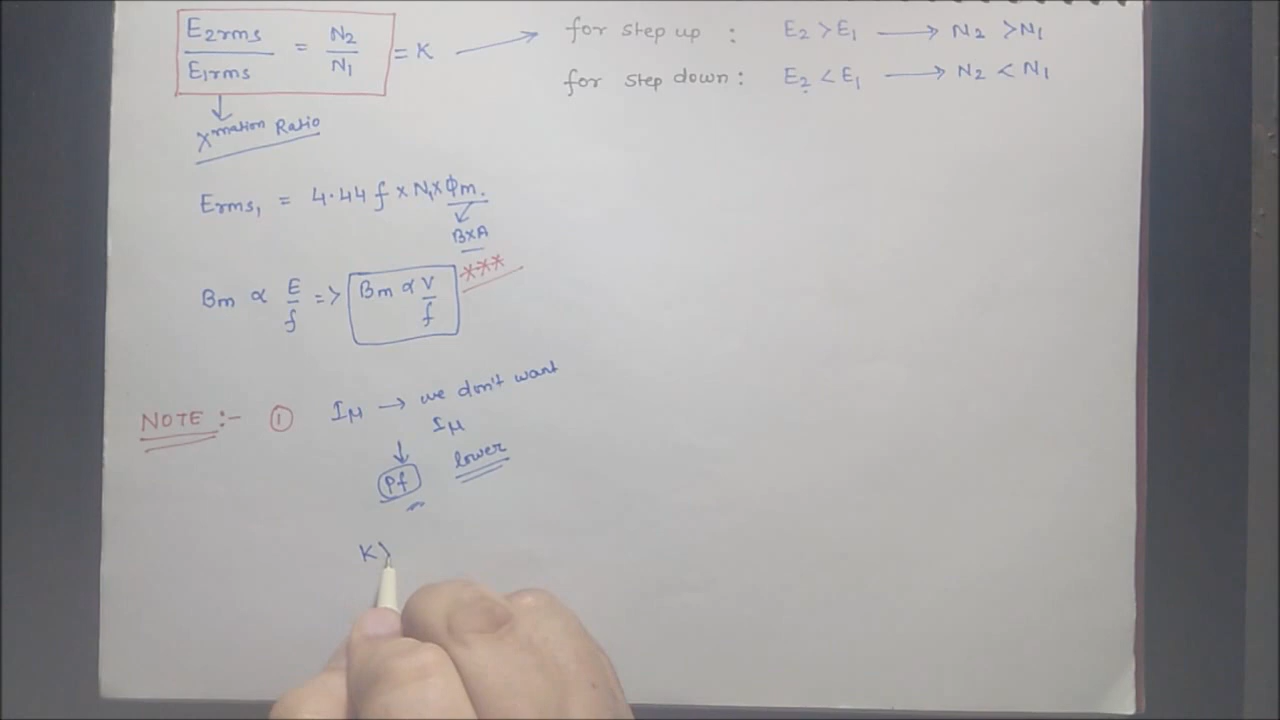 E2rms / E1rms = N2 / N1 = K → for step up : E2 > E1 → N2 > N1
for step down : E2 < E1 → N2 < N1
Xmation Ratio
Erms1 = 4.44 f × N1 × Φm.
B×A
Bm ∝ E / f => Bm ∝ V / f ***
NOTE :- ① Iμ → we don't want
Iμ
↓ lower
Pf
K >